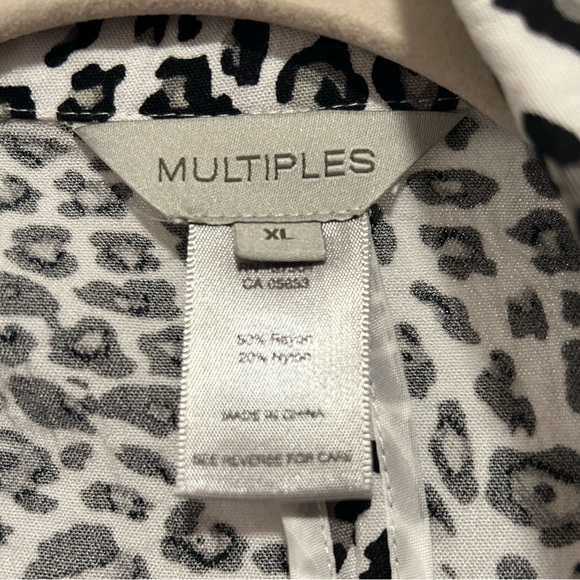 MULTIPLES
XL
CA 05653
20% Nylon
MADE IN CHINA
SEE REVERSE FOR CARE